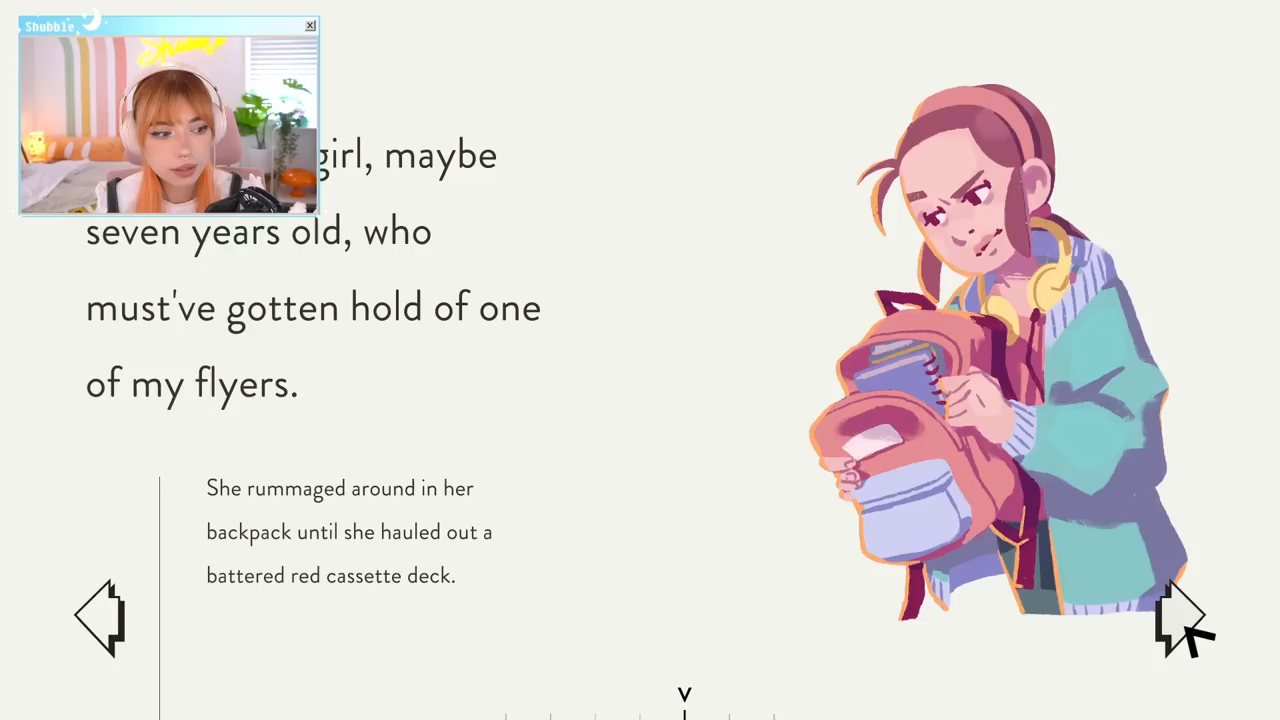 Shubble
Shubble
girl, maybe
seven years old, who
must've gotten hold of one
of my flyers.
She rummaged around in her
backpack until she hauled out a
battered red cassette deck.